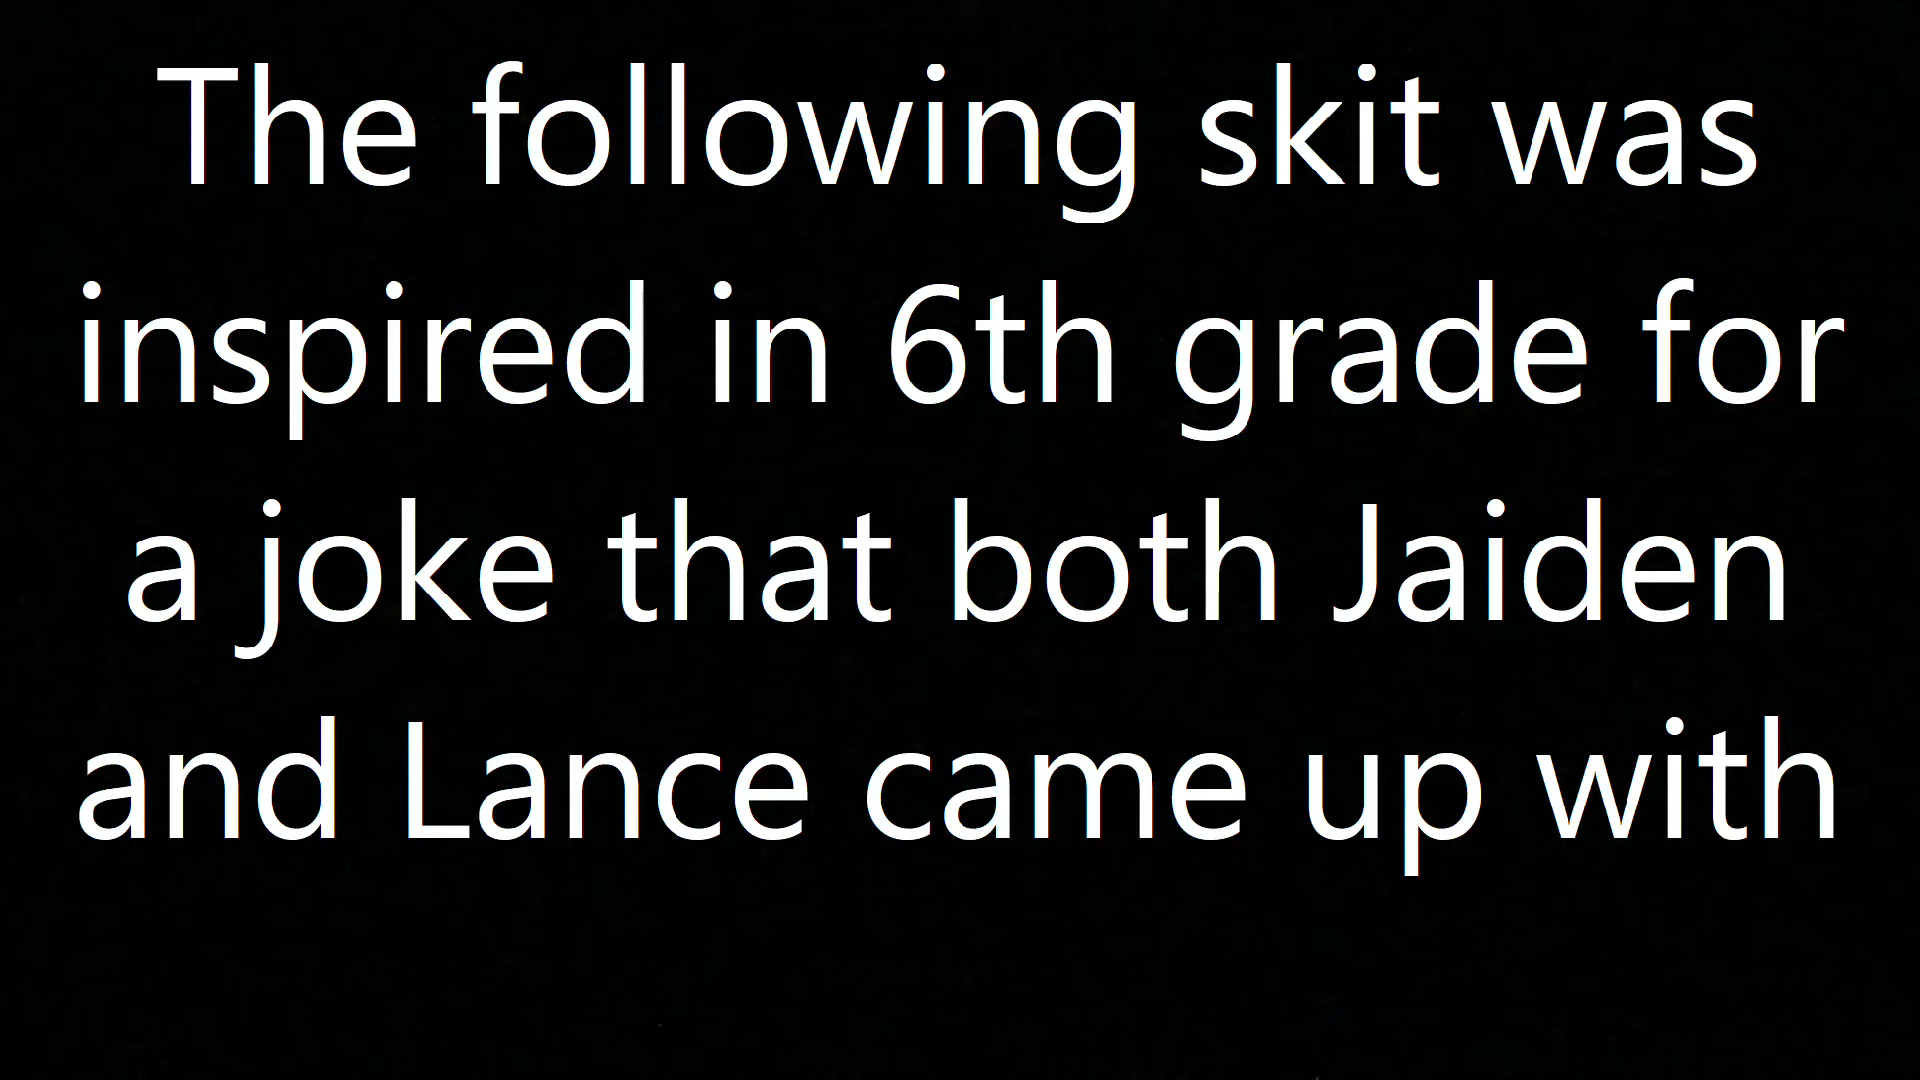 The following skit was
inspired in 6th grade for
a joke that both Jaiden
and Lance came up with